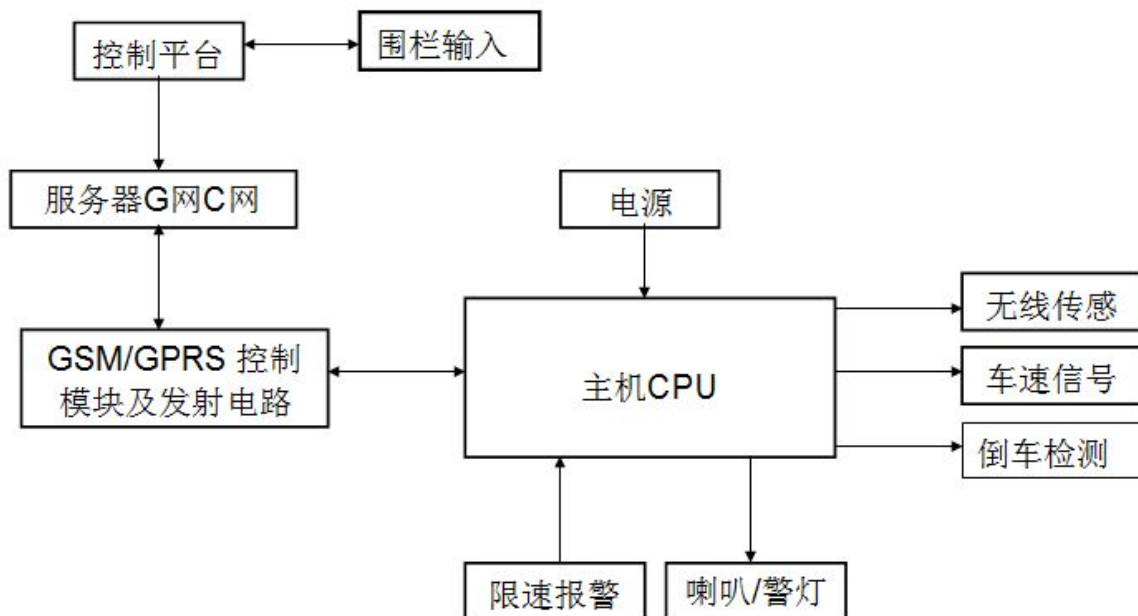 控制平台
围栏输入
服务器G网C网
电源
无线传感
GSM/GPRS 控制
模块及发射电路
主机CPU
车速信号
倒车检测
限速报警
喇叭/警灯